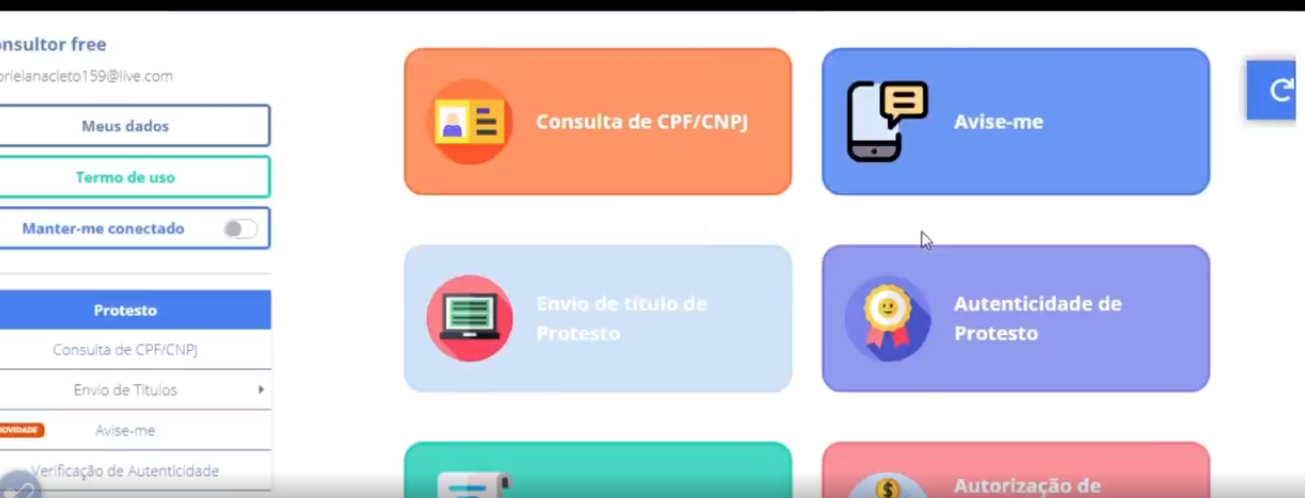 onsultor free
brielanacleto159@live.com
Meus dados
Termo de uso
Manter-me conectado
Protesto
Consulta de CPF/CNPJ
Envio de Títulos
NOVIDADE
Avise-me
Verificação de Autenticidade
Consulta de CPF/CNPJ
Avise-me
Envio de título de
Protesto
Autenticidade de
Protesto
Autorização de